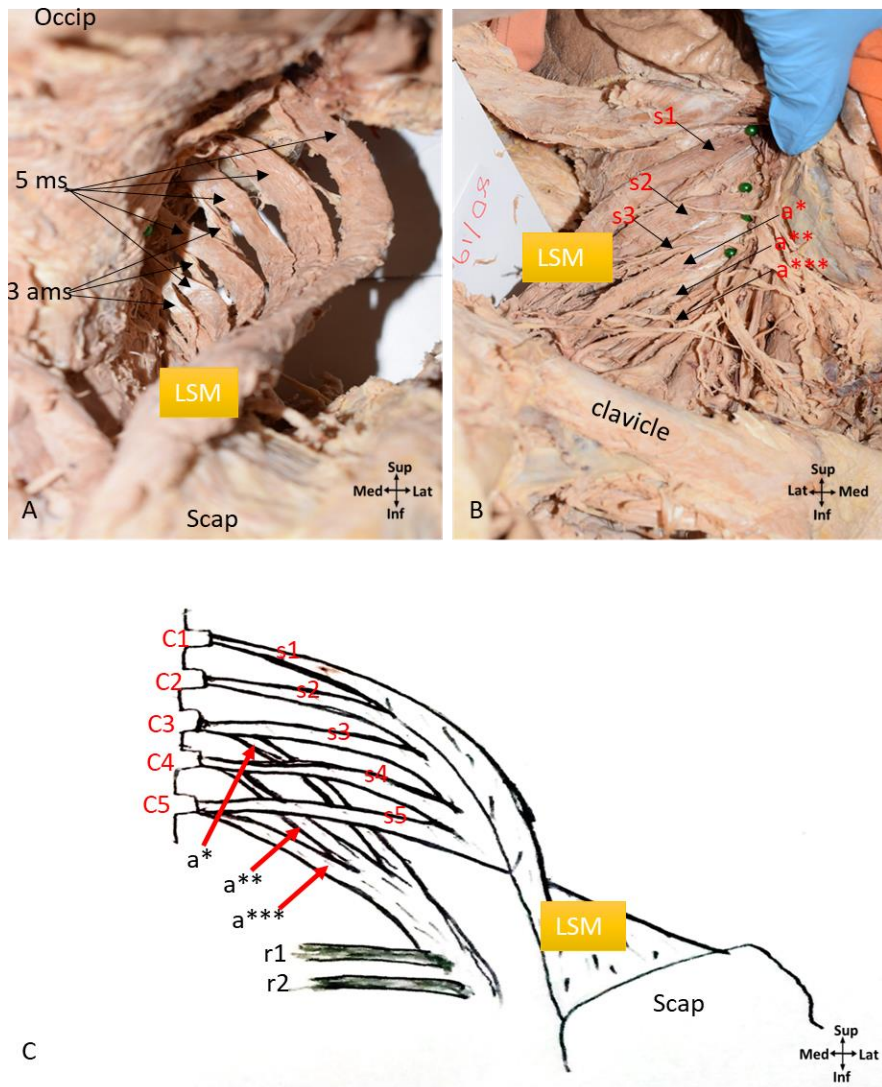 Occip
5 ms
3 ams
LSM
Scap
Sup
Med Lat
Inf
A
s1
s2
s3
a*
a**
a***
LSM
80/19
clavicle
Sup
Lat Med
Inf
B
C1
s1
C2
s2
C3
s3
C4
s4
C5
s5
a*
a**
a***
r1
r2
LSM
Scap
Sup
Med Lat
Inf
C